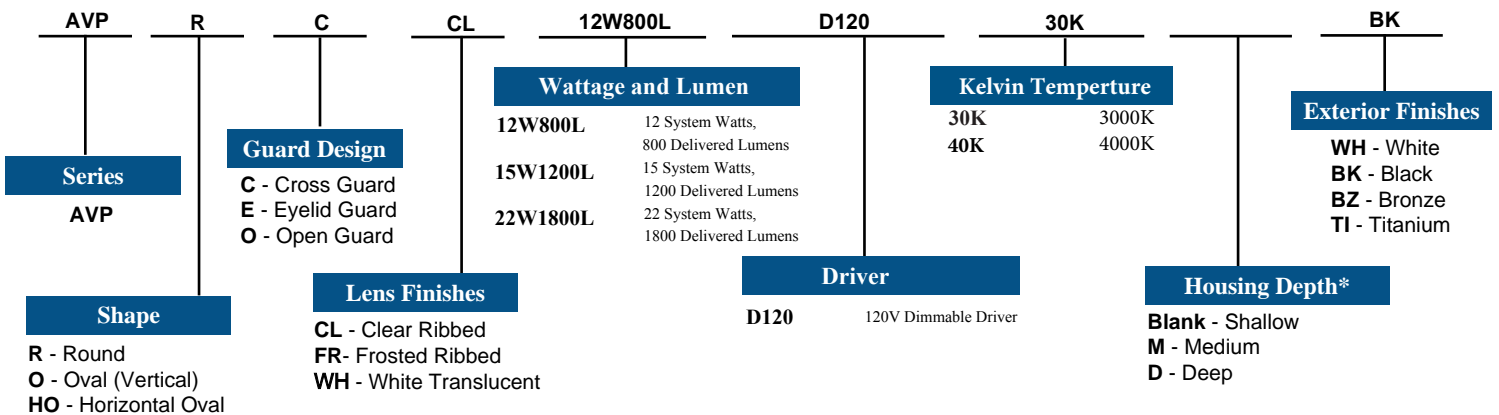 AVP R C CL 12W800L D120 30K BK
Series
AVP
Shape
R - Round
O - Oval (Vertical)
HO - Horizontal Oval
Guard Design
C - Cross Guard
E - Eyelid Guard
O - Open Guard
Lens Finishes
CL - Clear Ribbed
FR- Frosted Ribbed
WH - White Translucent
Wattage and Lumen
12W800L 12 System Watts,
800 Delivered Lumens
15W1200L 15 System Watts,
1200 Delivered Lumens
22W1800L 22 System Watts,
1800 Delivered Lumens
Driver
D120 120V Dimmable Driver
Kelvin Temperture
30K 3000K
40K 4000K
Housing Depth*
Blank - Shallow
M - Medium
D - Deep
Exterior Finishes
WH - White
BK - Black
BZ - Bronze
TI - Titanium